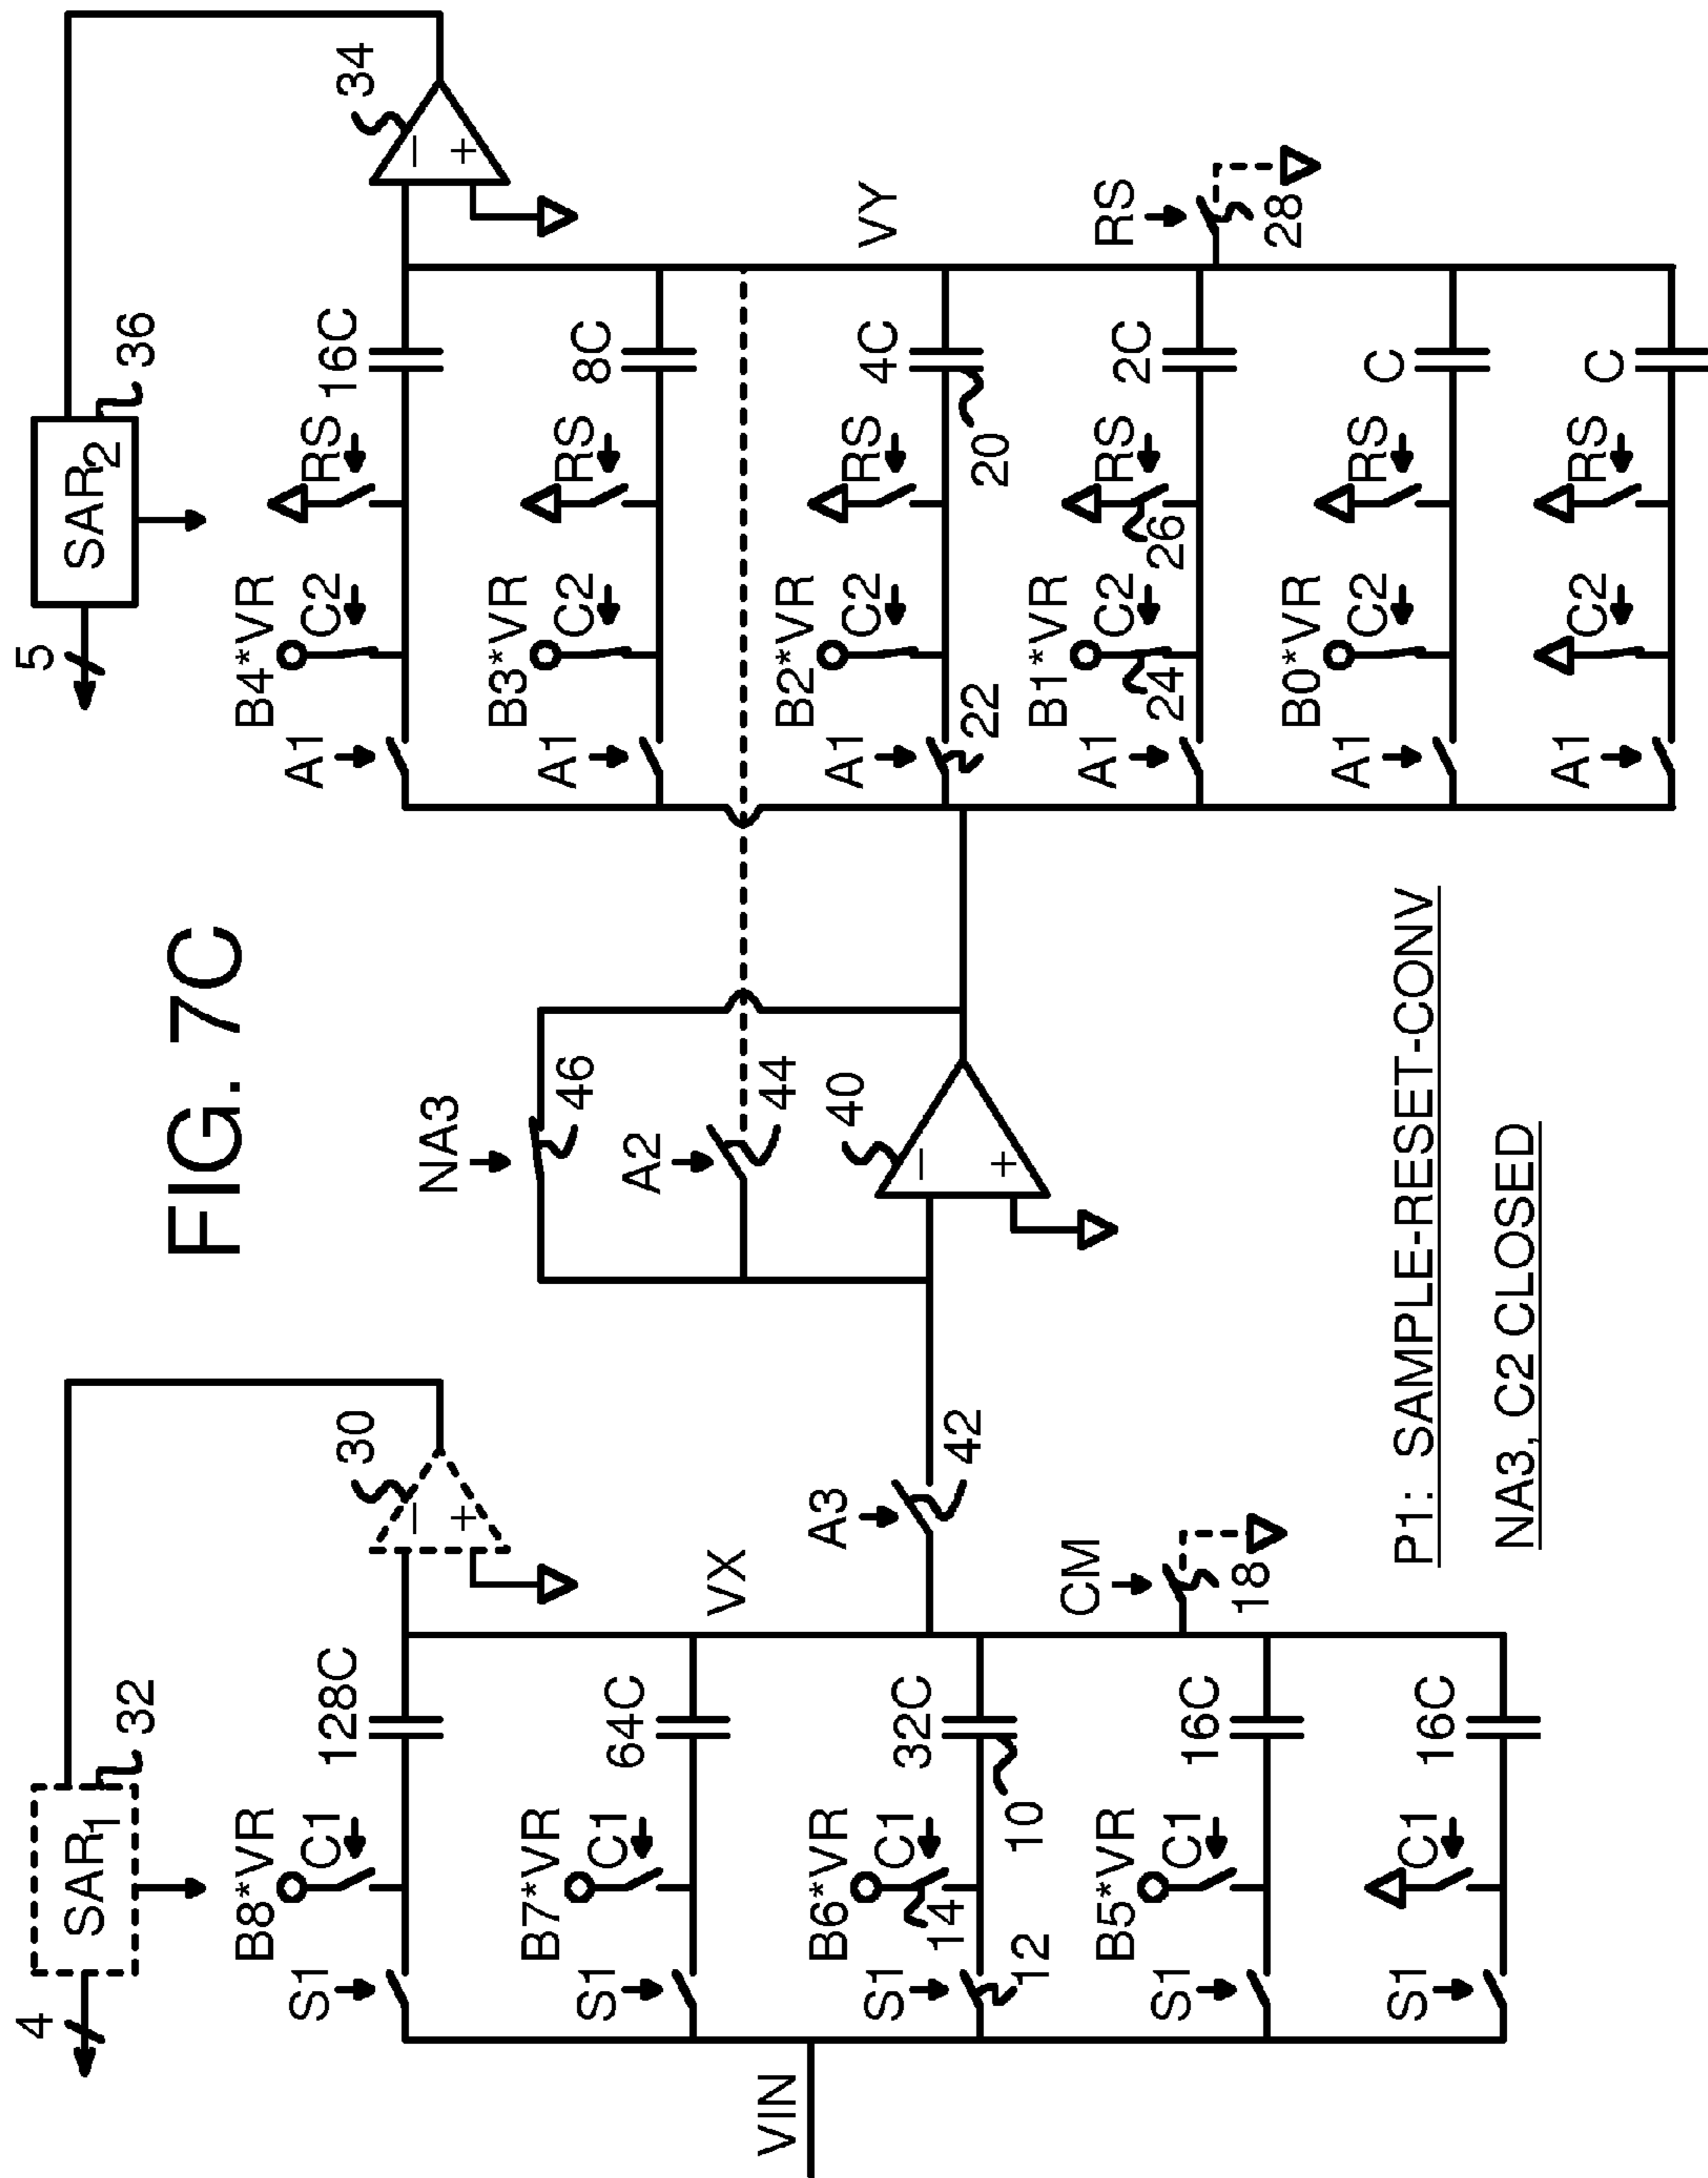 FIG. 7C
4
SAR1
32
30
−
+
B8*VR
C1
128C
S1
B7*VR
C1
64C
S1
VX
VIN
B6*VR
C1
32C
S1
14
12
10
CM
18
B5*VR
C1
16C
S1
C1
16C
S1
A3
42
NA3
46
A2
44
40
−
+
5
SAR2
36
34
−
+
B4*VR
C2
RS
16C
A1
B3*VR
C2
RS
8C
A1
VY
B2*VR
C2
RS
4C
A1
22
20
RS
28
B1*VR
C2
RS
2C
A1
24
26
B0*VR
C2
RS
C
A1
C2
RS
C
A1
P1: SAMPLE-RESET-CONV
NA3, C2 CLOSED